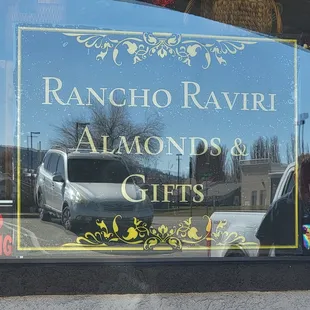 Rancho Raviri
Almonds &
Gifts